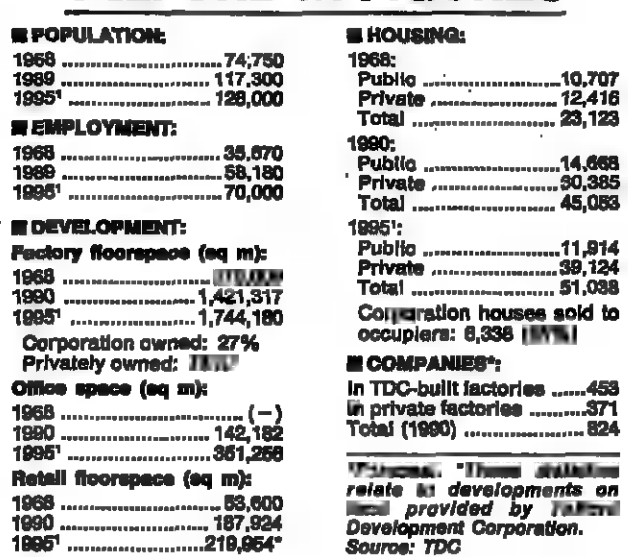 ■ POPULATION:
1968 ........................ 74,750
1989 ........................ 117,300
1995¹ ........................ 128,000
■ EMPLOYMENT:
1968 ........................ 35,670
1989 ........................ 58,180
1995¹ ........................ 70,000
■ DEVELOPMENT:
Factory floorspace (sq m):
1968 ........................
1990 ........................ 1,421,317
1995¹ ........................ 1,744,180
Corporation owned: 27%
Privately owned:
Office space (sq m):
1968 ........................ (—)
1990 ........................ 142,182
1995¹ ........................ 351,256
Retail floorspace (sq m):
1968 ........................ 53,600
1990 ........................ 187,924
1995¹ ........................ 219,954*
■ HOUSING:
1968:
Public ........................ 10,707
Private ........................ 12,416
Total ........................ 23,123
1990:
Public ........................ 14,668
Private ........................ 30,385
Total ........................ 45,053
1995¹:
Public ........................ 11,914
Private ........................ 39,124
Total ........................ 51,038
Corporation houses sold to
occupiers: 8,338
■ COMPANIES*:
In TDC-built factories ...... 453
In private factories .......... 371
Total (1990) ........................ 824
relate to developments on
provided by
Development Corporation.
Source: TDC